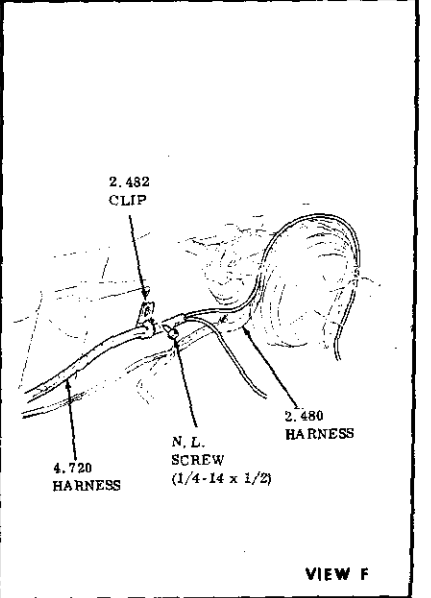 2.482
CLIP
2.480
HARNESS
N. L.
SCREW
(1/4-14 x 1/2)
4.720
HARNESS
VIEW F